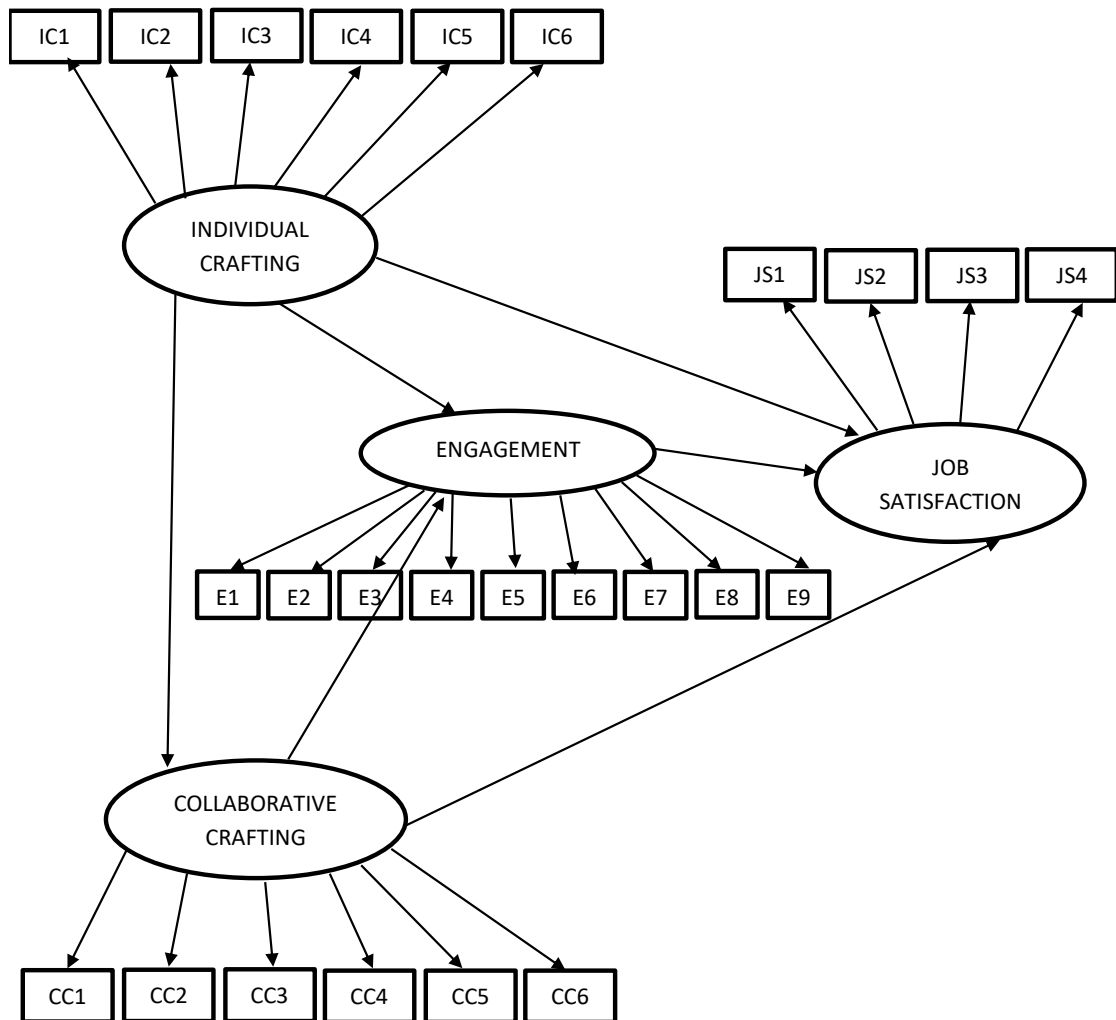 IC1
IC2
IC3
IC4
IC5
IC6
INDIVIDUAL
CRAFTING
JS1
JS2
JS3
JS4
ENGAGEMENT
JOB
SATISFACTION
E1
E2
E3
E4
E5
E6
E7
E8
E9
COLLABORATIVE
CRAFTING
CC1
CC2
CC3
CC4
CC5
CC6